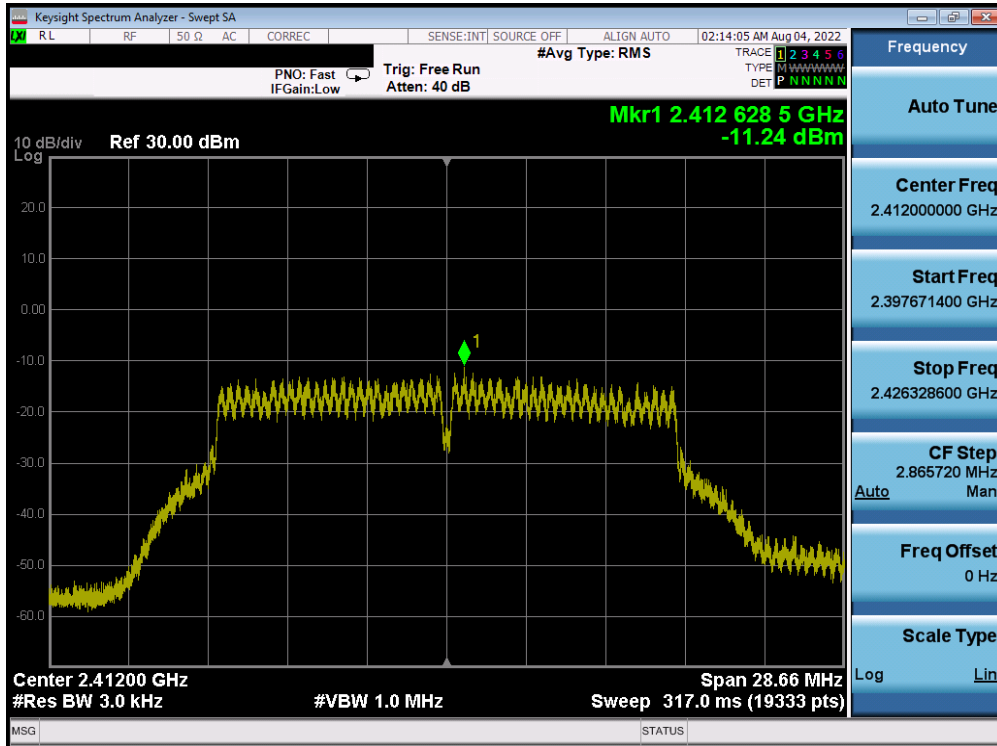 Keysight Spectrum Analyzer - Swept SA
LXI RL RF 50 Ω AC CORREC SENSE:INT SOURCE OFF ALIGN AUTO 02:14:05 AM Aug 04, 2022
#Avg Type: RMS
TRACE 1 2 3 4 5 6
TYPE M WWWWW
DET P N N N N N
PNO: Fast
IFGain:Low
Trig: Free Run
Atten: 40 dB
Mkr1 2.412 628 5 GHz
-11.24 dBm
10 dB/div Ref 30.00 dBm
Log
20.0
10.0
0.00
-10.0
-20.0
-30.0
-40.0
-50.0
-60.0
1
Center 2.41200 GHz Span 28.66 MHz
#Res BW 3.0 kHz #VBW 1.0 MHz Sweep 317.0 ms (19333 pts)
MSG STATUS
Frequency
Auto Tune
Center Freq
2.412000000 GHz
Start Freq
2.397671400 GHz
Stop Freq
2.426328600 GHz
CF Step
2.865720 MHz
Auto Man
Freq Offset
0 Hz
Scale Type
Log Lin